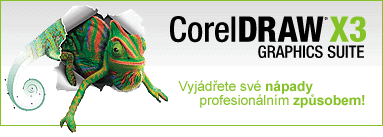 CorelDRAW® X3
GRAPHICS SUITE
Vyjádřete své nápady
profesionálním způsobem!